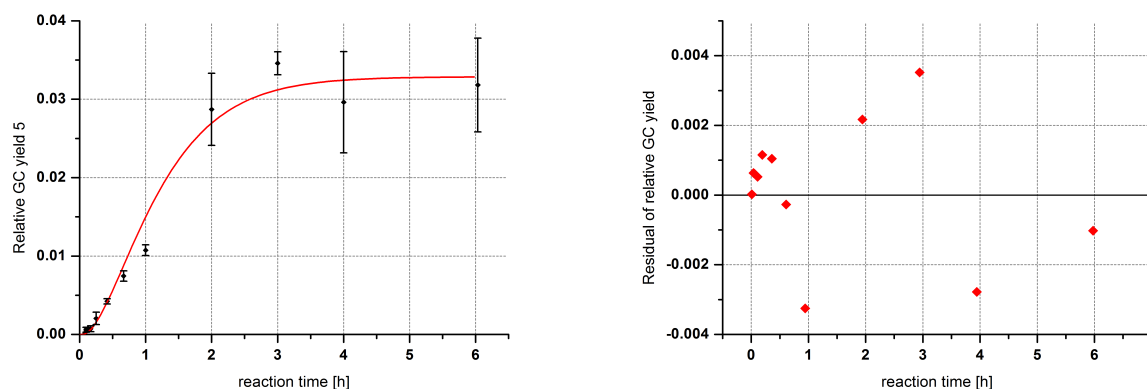 0.04
0.03
0.02
0.01
0.00
Relative GC yield 5
0 1 2 3 4 5 6
reaction time [h]
0.004
0.002
0.000
-0.002
-0.004
Residual of relative GC yield
0 1 2 3 4 5 6
reaction time [h]